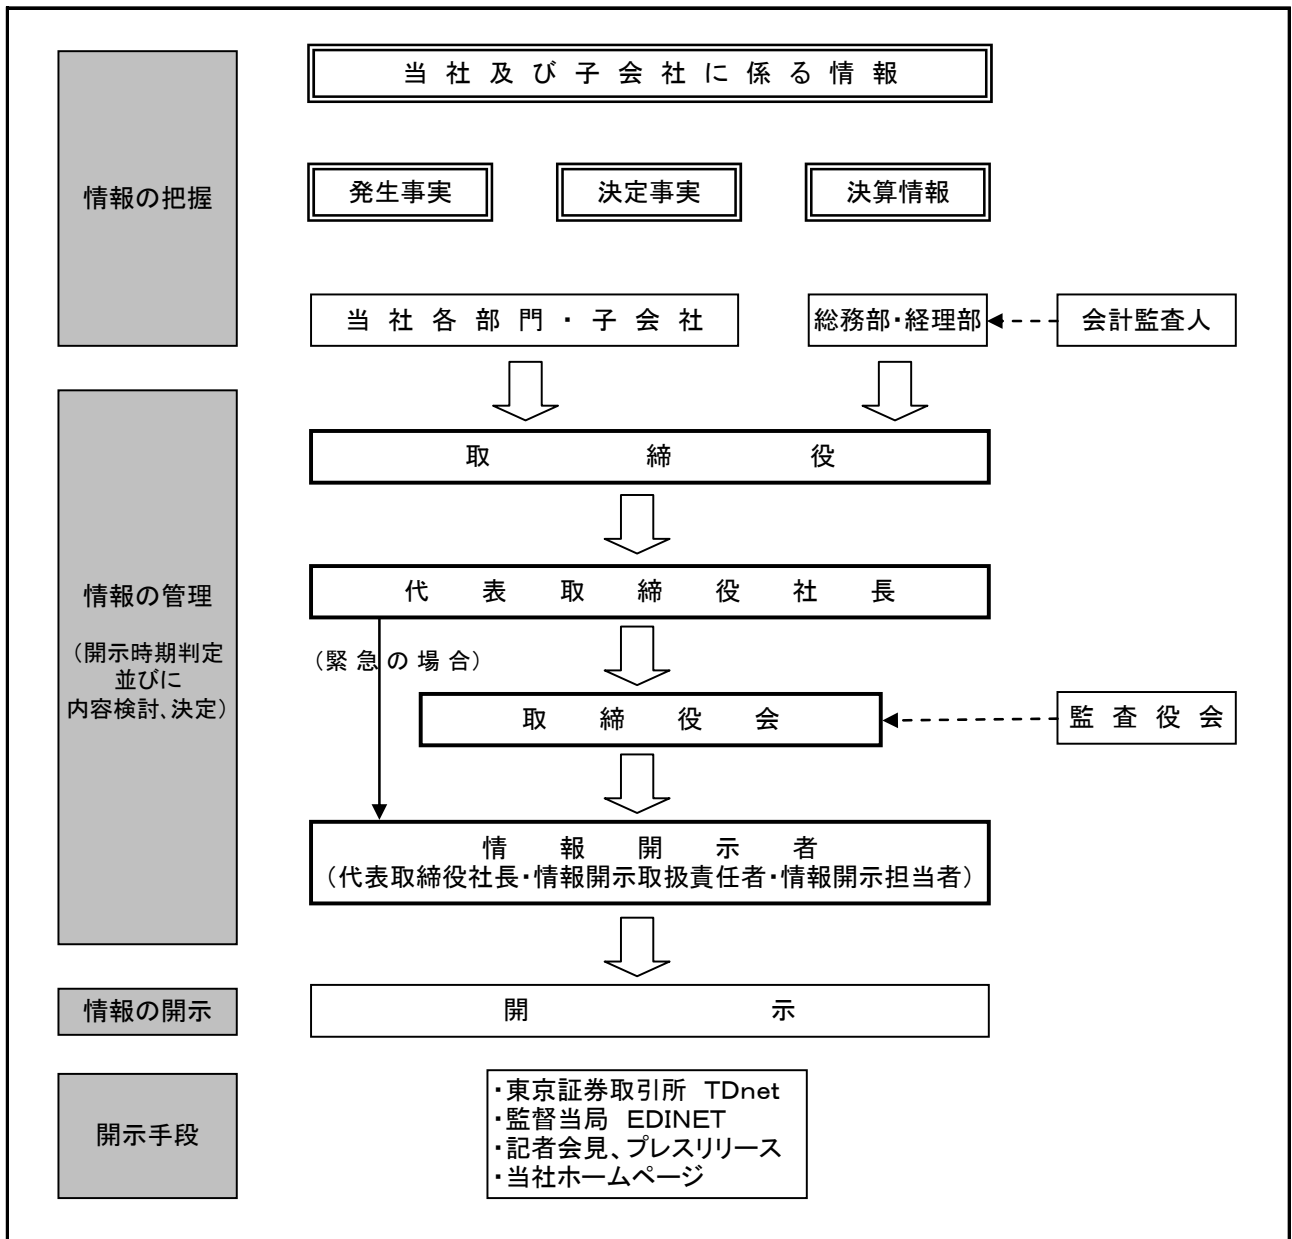 当社及び子会社に係る情報
情報の把握
発生事実
決定事実
決算情報
当社各部門・子会社
総務部・経理部
会計監査人
取締役
代表取締役社長
情報の管理
(開示時期判定
並びに
内容検討、決定)
(緊急の場合)
取締役会
監査役会
情報開示者
(代表取締役社長・情報開示取扱責任者・情報開示担当者)
情報の開示
開示
開示手段
・東京証券取引所 TDnet
・監督当局 EDINET
・記者会見、プレスリリース
・当社ホームページ